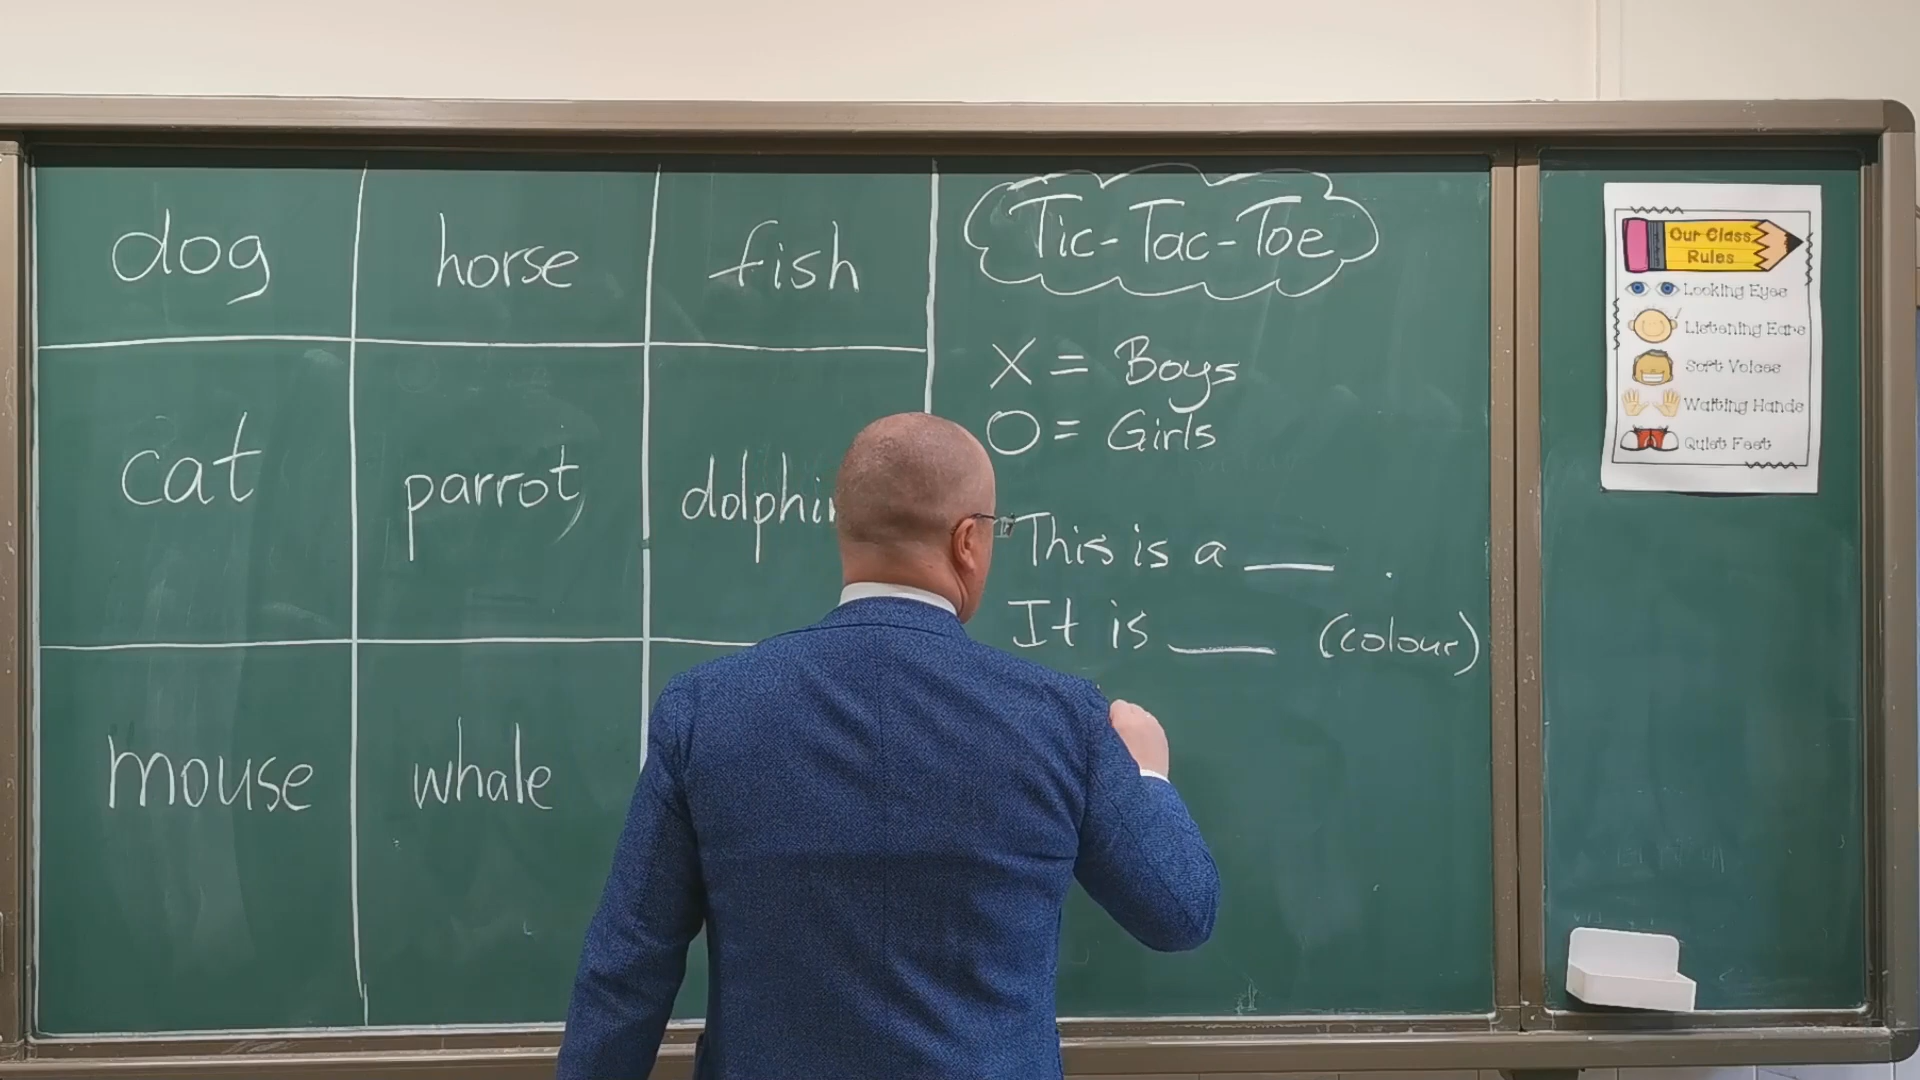 dog horse fish
cat parrot
mouse whale
Tic-Tac-Toe
X = Boys
O = Girls
This is a ___ .
It is ___ (colour)
Our Class
Rules
Looking Eyes
Listening Ears
Soft Voices
Waiting Hands
Quiet Feet